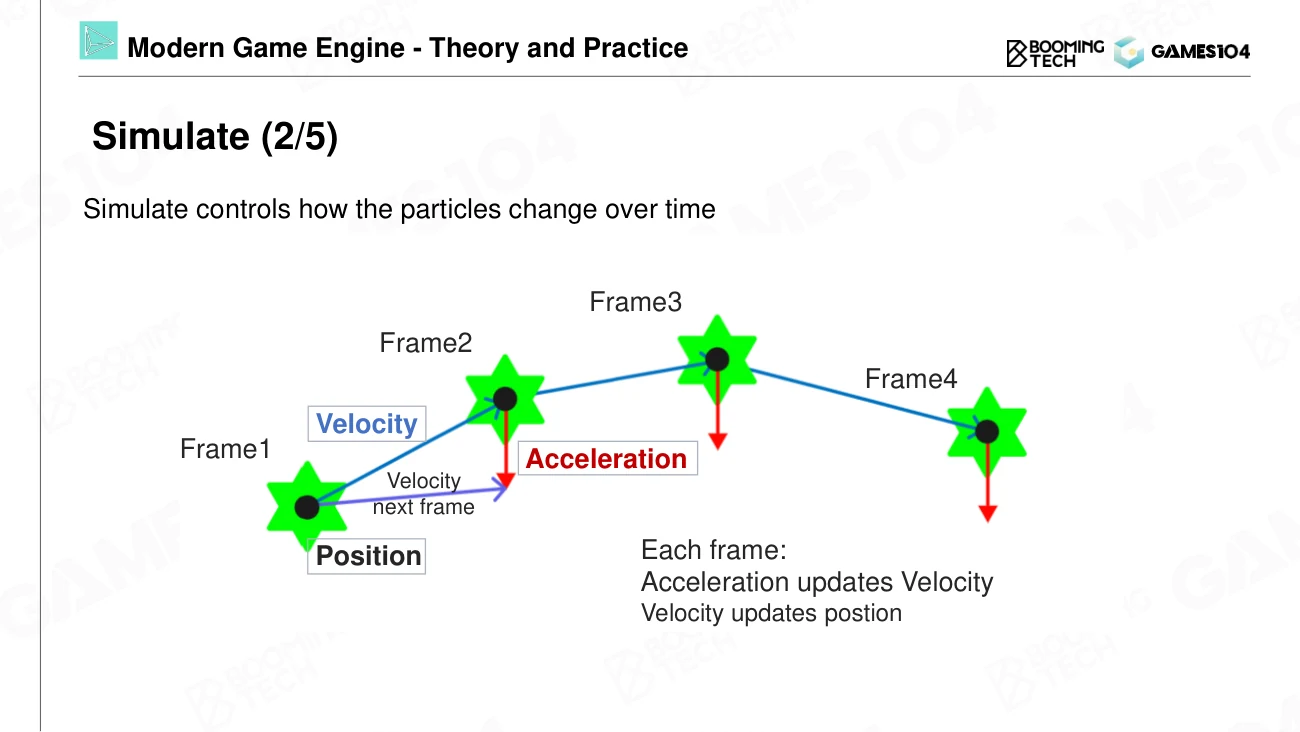 Modern Game Engine - Theory and Practice
BOOMING
TECH
GAMES104
Simulate (2/5)
Simulate controls how the particles change over time
Frame3
Frame2
Frame4
Velocity
Frame1
Acceleration
Velocity
next frame
Position
Each frame:
Acceleration updates Velocity
Velocity updates postion